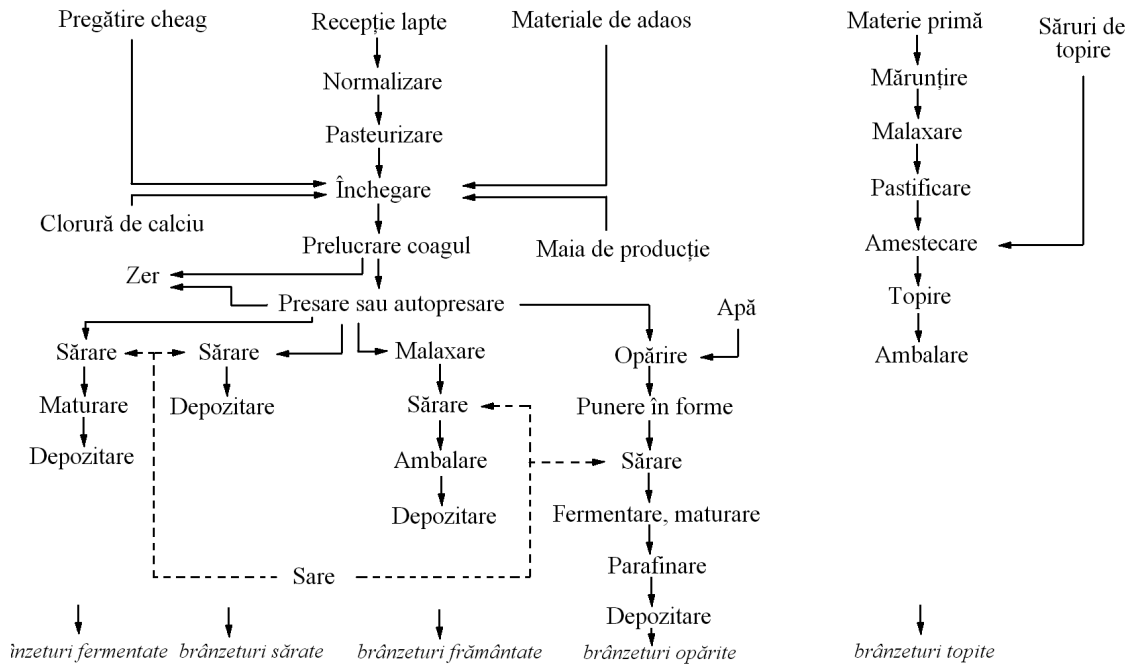 Pregătire cheag
Recepție lapte
Materiale de adaos
Materie primă
Săruri de
topire
Normalizare
Mărunțire
Pasteurizare
Malaxare
Închegare
Pastificare
Clorură de calciu
Prelucrare coagul
Maia de producție
Amestecare
Zer
Presare sau autopresare
Apă
Topire
Sărare
Sărare
Malaxare
Opărire
Ambalare
Maturare
Depozitare
Sărare
Punere în forme
Depozitare
Ambalare
Sărare
Depozitare
Fermentare, maturare
Sare
Parafinare
Depozitare
înzeturi fermentate
brânzeturi sărate
brânzeturi frământate
brânzeturi opărite
brânzeturi topite